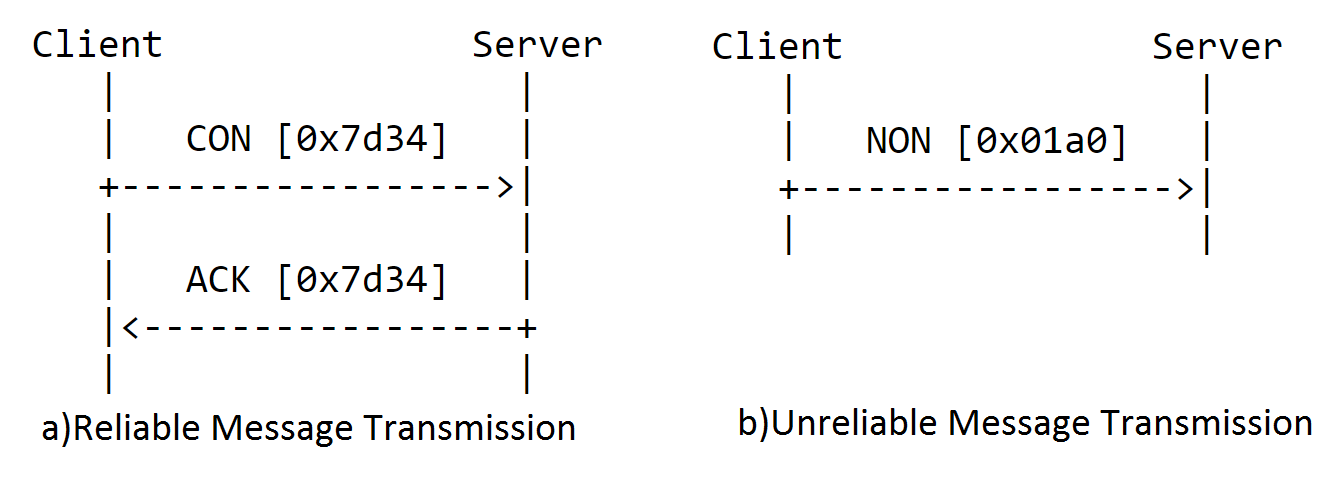 Client Server
CON [0x7d34]
ACK [0x7d34]
a)Reliable Message Transmission
Client Server
NON [0x01a0]
b)Unreliable Message Transmission